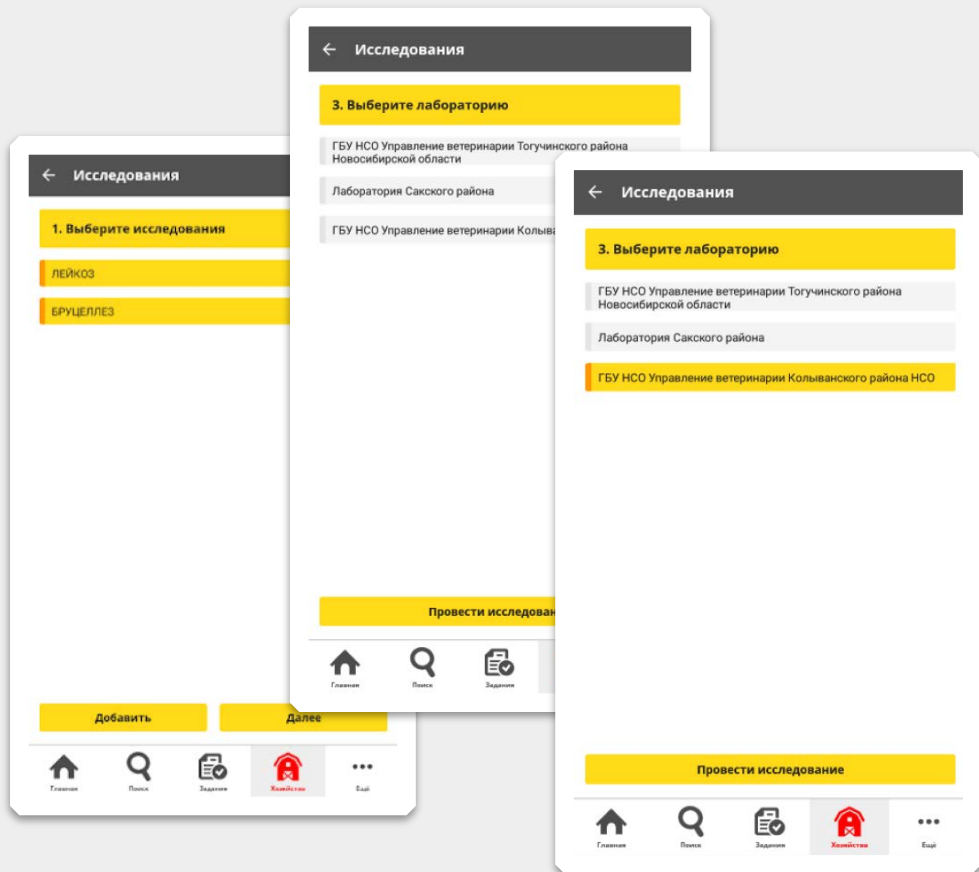 Исследования
1. Выберите исследования
ЛЕЙКОЗ
БРУЦЕЛЛЕЗ
Добавить
Далее
Главная
Поиск
Задания
Хозяйства
Ещё
Исследования
3. Выберите лабораторию
ГБУ НСО Управление ветеринарии Тогучинского района
Новосибирской области
Лаборатория Сакского района
ГБУ НСО Управление ветеринарии Колыва
Провести исследован
Главная
Поиск
Задания
Исследования
3. Выберите лабораторию
ГБУ НСО Управление ветеринарии Тогучинского района
Новосибирской области
Лаборатория Сакского района
ГБУ НСО Управление ветеринарии Колыванского района НСО
Провести исследование
Главная
Поиск
Задания
Хозяйства
Ещё